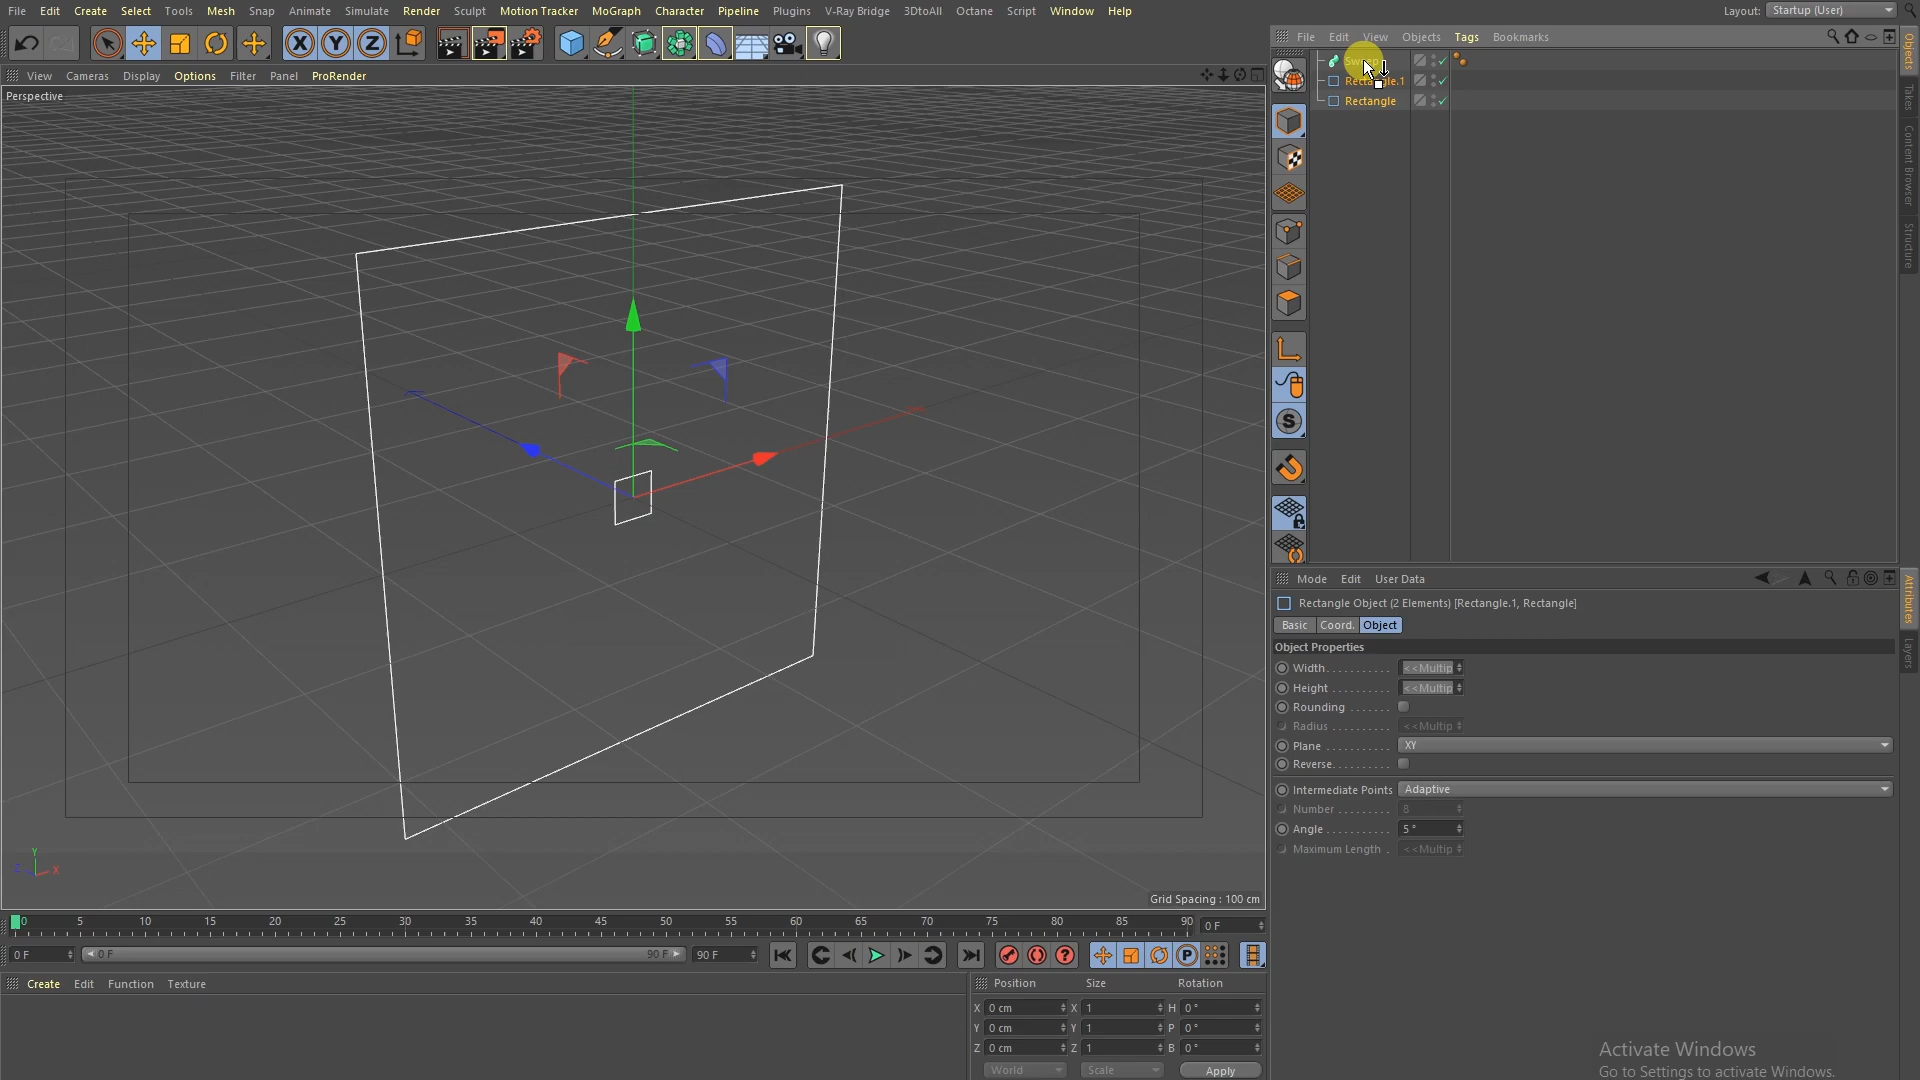 File Edit Create Select Tools Mesh Snap Animate Simulate Render Sculpt Motion Tracker MoGraph Character Pipeline Plugins V-Ray Bridge 3DtoAll Octane Script Window Help
Layout: Startup (User)
X Y Z
File Edit View Objects Tags Bookmarks
View Cameras Display Options Filter Panel ProRender
Perspective
Rectangle
Objects
Takes
Content Browser
Structure
S
Mode Edit User Data
Rectangle Object (2 Elements) [Rectangle.1, Rectangle]
Basic Coord. Object
Object Properties
Width <<Multip
Height <<Multip
Rounding
Radius <<Multip
Plane XY
Reverse
Intermediate Points Adaptive
Number 8
Angle 5 °
Maximum Length <<Multip
Attributes
Layers
Y
Z X
Grid Spacing : 100 cm
0 5 10 15 20 25 30 35 40 45 50 55 60 65 70 75 80 85 90 0 F
0 F 0 F 90 F 90 F ? P
Create Edit Function Texture
Position Size Rotation
X 0 cm X 1 H 0 °
Y 0 cm Y 1 P 0 °
Z 0 cm Z 1 B 0 °
World Scale Apply
Activate Windows
Go to Settings to activate Windows.